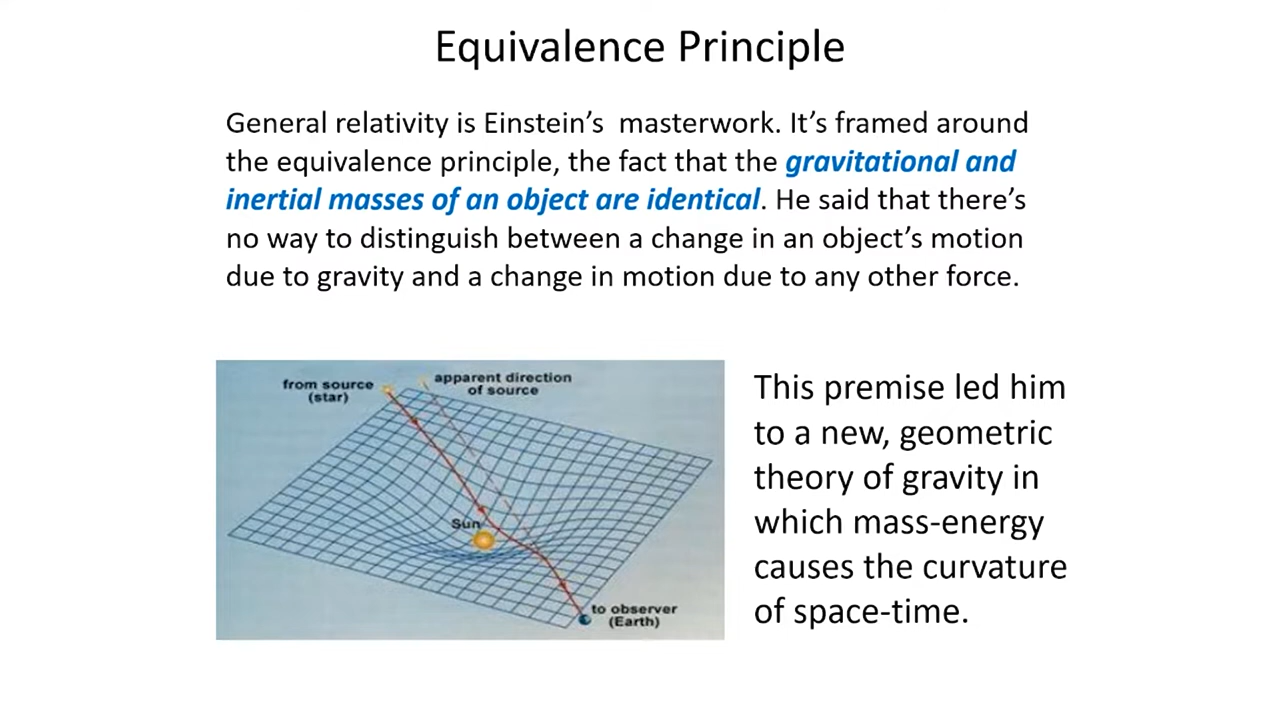 Equivalence Principle
General relativity is Einstein’s  masterwork. It’s framed around
the equivalence principle, the fact that the gravitational and
inertial masses of an object are identical. He said that there’s
no way to distinguish between a change in an object’s motion
due to gravity and a change in motion due to any other force.
from source
(star)
apparent direction
of source
Sun
to observer
(Earth)
This premise led him
to a new, geometric
theory of gravity in
which mass-energy
causes the curvature
of space-time.